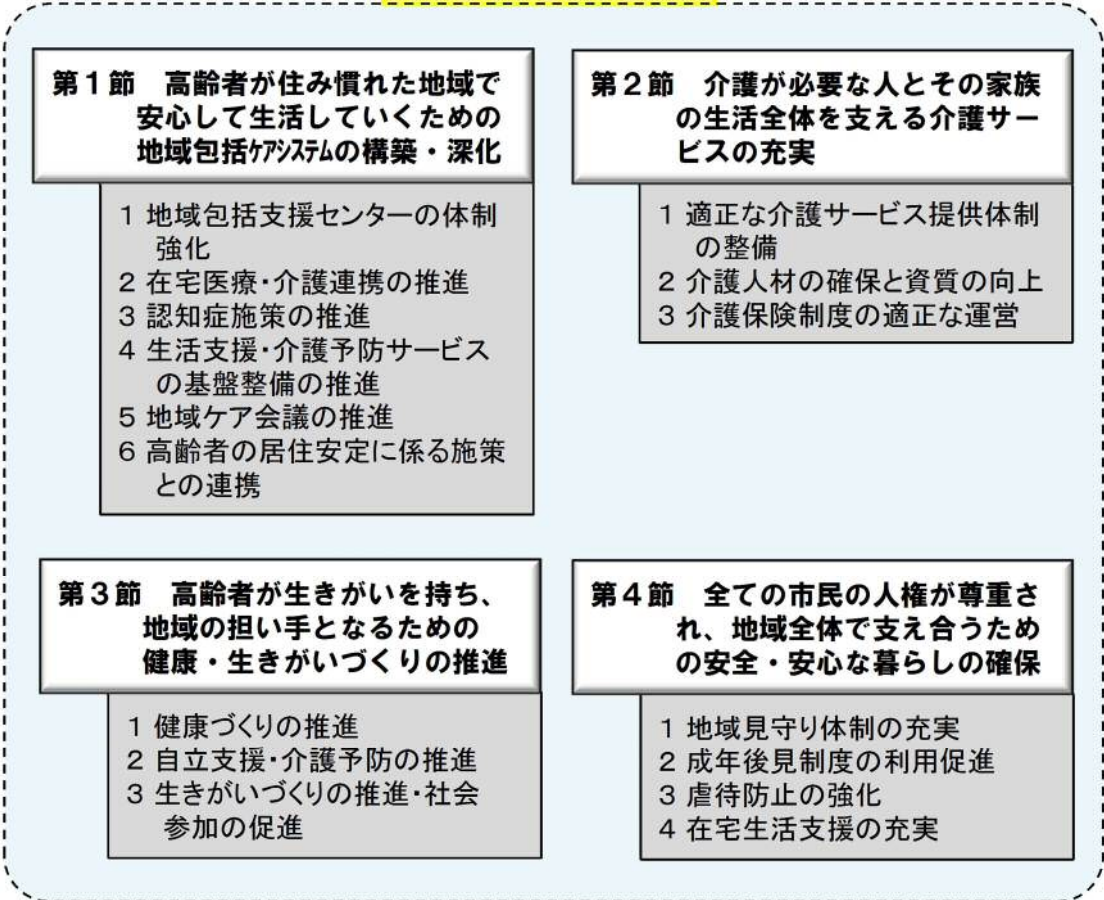 第1節　高齢者が住み慣れた地域で
安心して生活していくための
地域包括ｹｱｼｽﾃﾑの構築・深化
1 地域包括支援センターの体制
強化
2 在宅医療・介護連携の推進
3 認知症施策の推進
4 生活支援・介護予防サービス
の基盤整備の推進
5 地域ケア会議の推進
6 高齢者の居住安定に係る施策
との連携
第2節　介護が必要な人とその家族
の生活全体を支える介護サー
ビスの充実
1 適正な介護サービス提供体制
の整備
2 介護人材の確保と資質の向上
3 介護保険制度の適正な運営
第3節　高齢者が生きがいを持ち、
地域の担い手となるための
健康・生きがいづくりの推進
1 健康づくりの推進
2 自立支援・介護予防の推進
3 生きがいづくりの推進・社会
参加の促進
第4節　全ての市民の人権が尊重さ
れ、地域全体で支え合うため
の安全・安心な暮らしの確保
1 地域見守り体制の充実
2 成年後見制度の利用促進
3 虐待防止の強化
4 在宅生活支援の充実